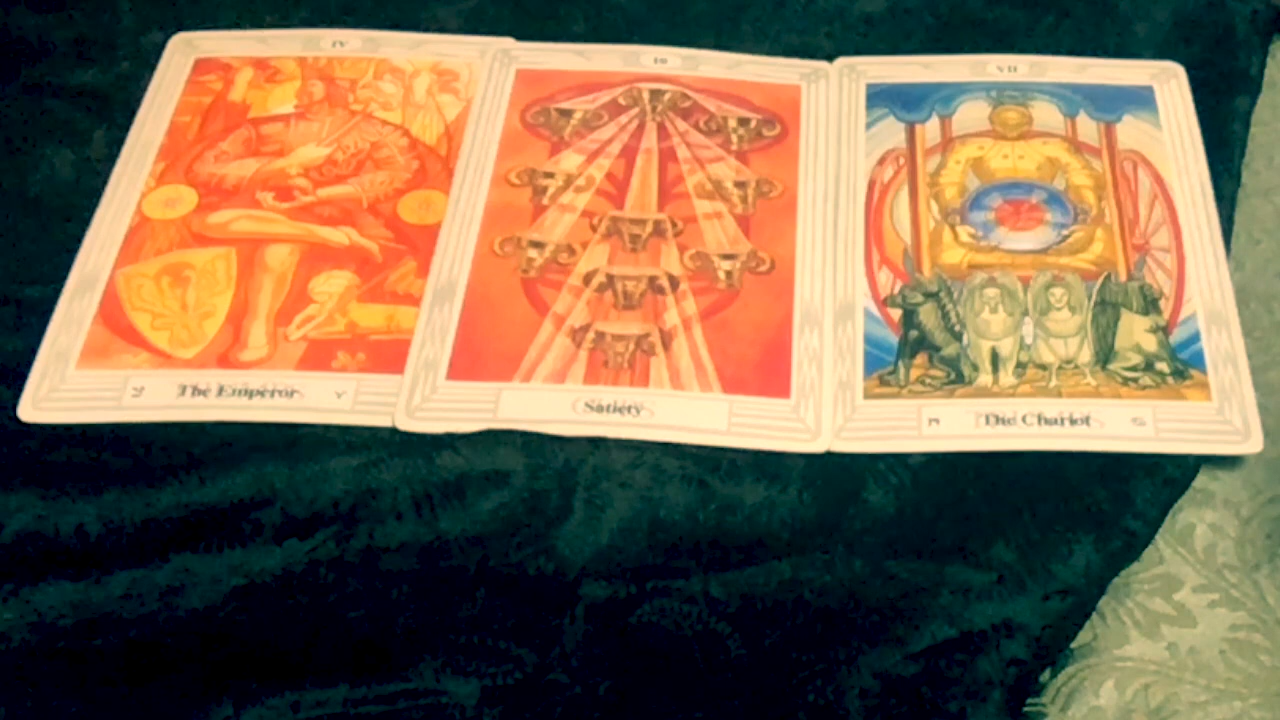 IV
The Emperor
10
Satiety
VII
The Chariot